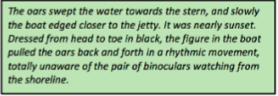 The oars swept the water towards the stern, and slowly
the boat edged closer to the jetty. It was nearly sunset.
Dressed from head to toe in black, the figure in the boat
pulled the oars back and forth in a rhythmic movement,
totally unaware of the pair of binoculars watching from
the shoreline.